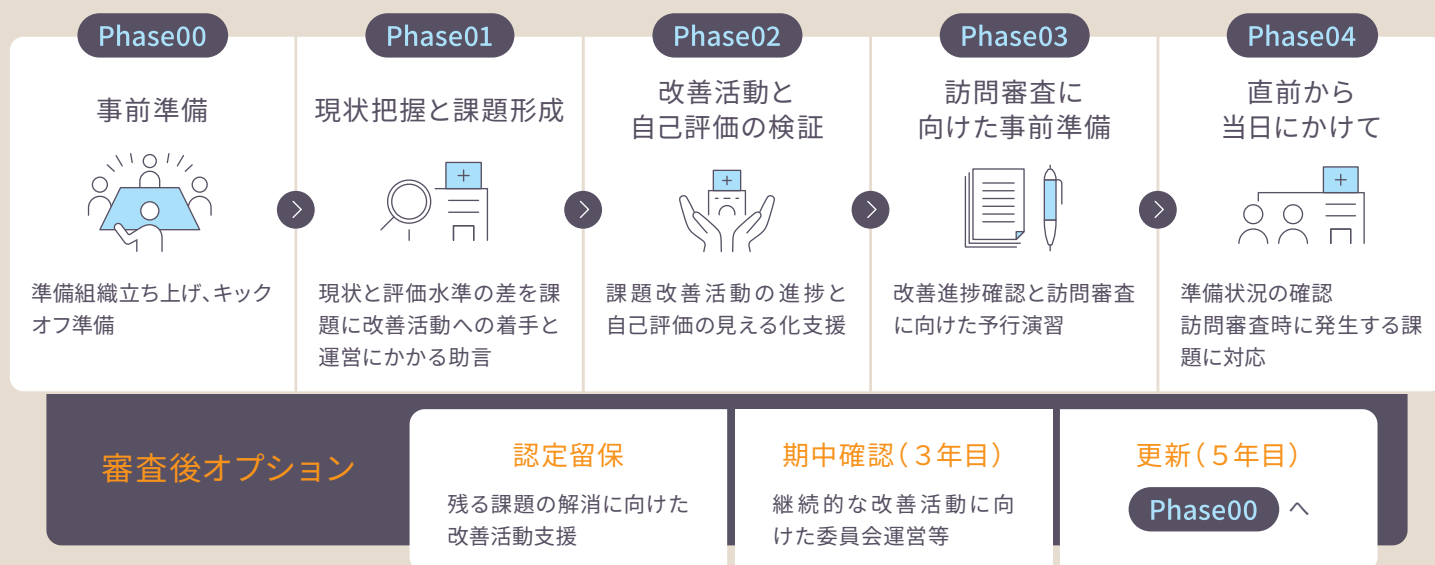 Phase00
事前準備
準備組織立ち上げ、キック
オフ準備
Phase01
現状把握と課題形成
現状と評価水準の差を課
題に改善活動への着手と
運営にかかる助言
Phase02
改善活動と
自己評価の検証
課題改善活動の進捗と
自己評価の見える化支援
Phase03
訪問審査に
向けた事前準備
改善進捗確認と訪問審査
に向けた予行演習
Phase04
直前から
当日にかけて
準備状況の確認
訪問審査時に発生する課
題に対応
審査後オプション
認定留保
残る課題の解消に向けた
改善活動支援
期中確認（３年目）
継続的な改善活動に向
けた委員会運営等
更新（５年目）
Phase00 へ